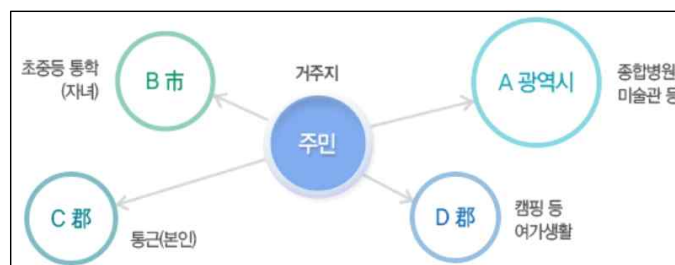 초중등 통학
(자녀)
B 市
거주지
A 광역시
종합병원
미술관 등
주민
C 郡
통근(본인)
D 郡
캠핑 등
여가생활